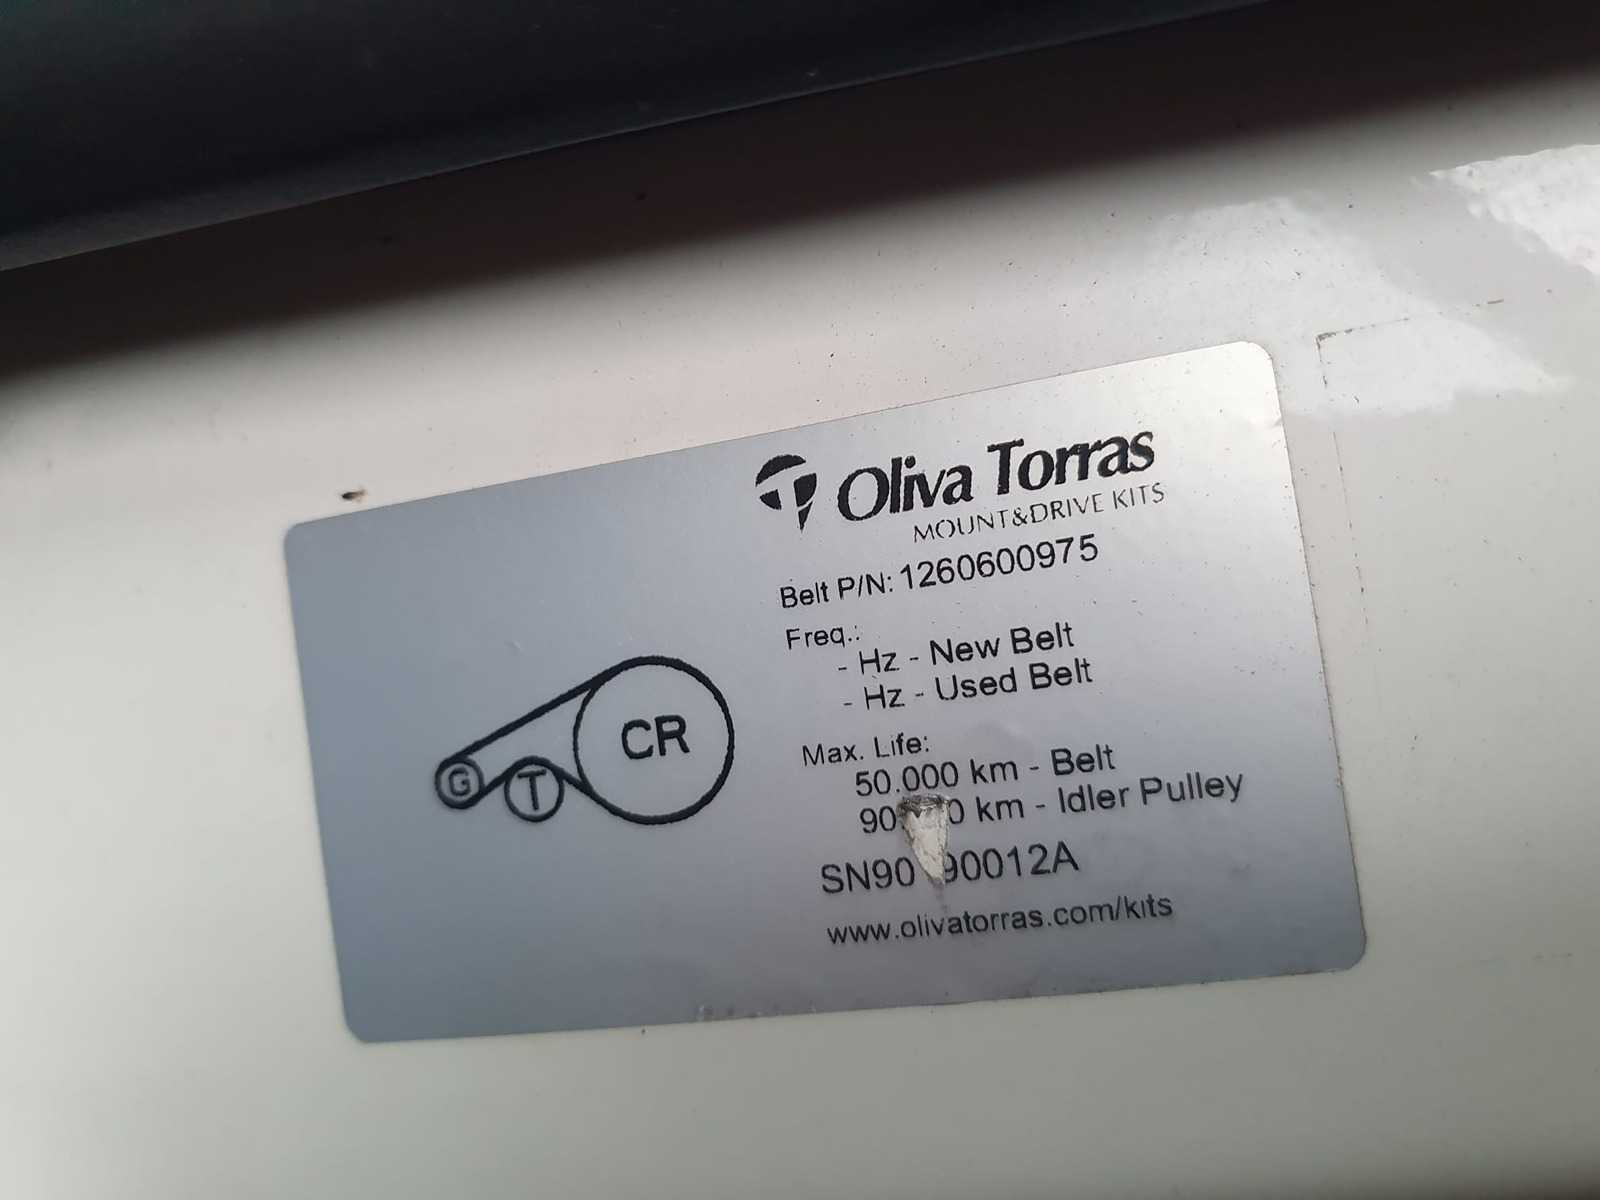 Oliva Torras
MOUNT&DRIVE KITS
Belt P/N: 1260600975
Freq.:
- Hz - New Belt
- Hz - Used Belt
Max. Life:
50.000 km - Belt
km - Idler Pulley
www.olivatorras.com/kits
CR
G
T